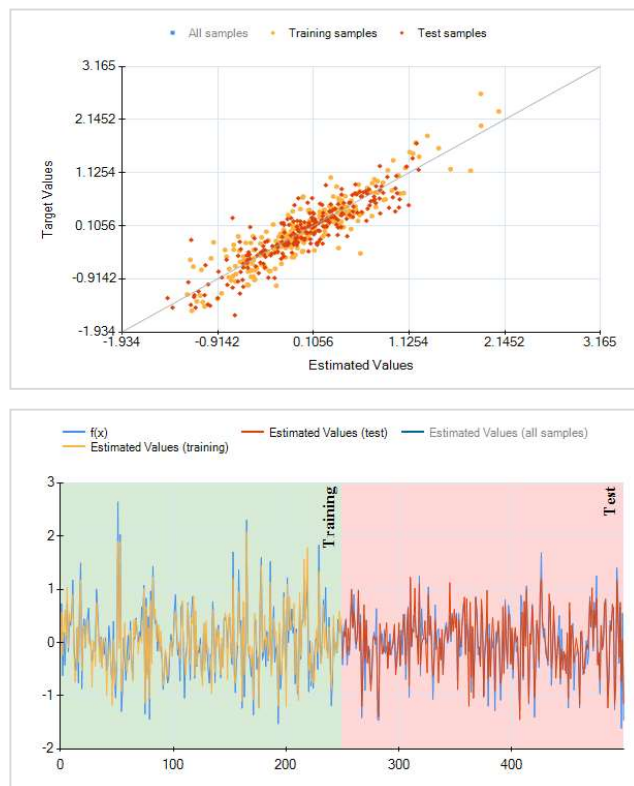 All samples Training samples Test samples
3.165
2.1452
1.1254
0.1056
-0.9142
-1.934
Target Values
-1.934 -0.9142 0.1056 1.1254 2.1452 3.165
Estimated Values
f(x) Estimated Values (test) Estimated Values (all samples)
Estimated Values (training)
3
2
1
0
-1
-2
Training
Test
0 100 200 300 400